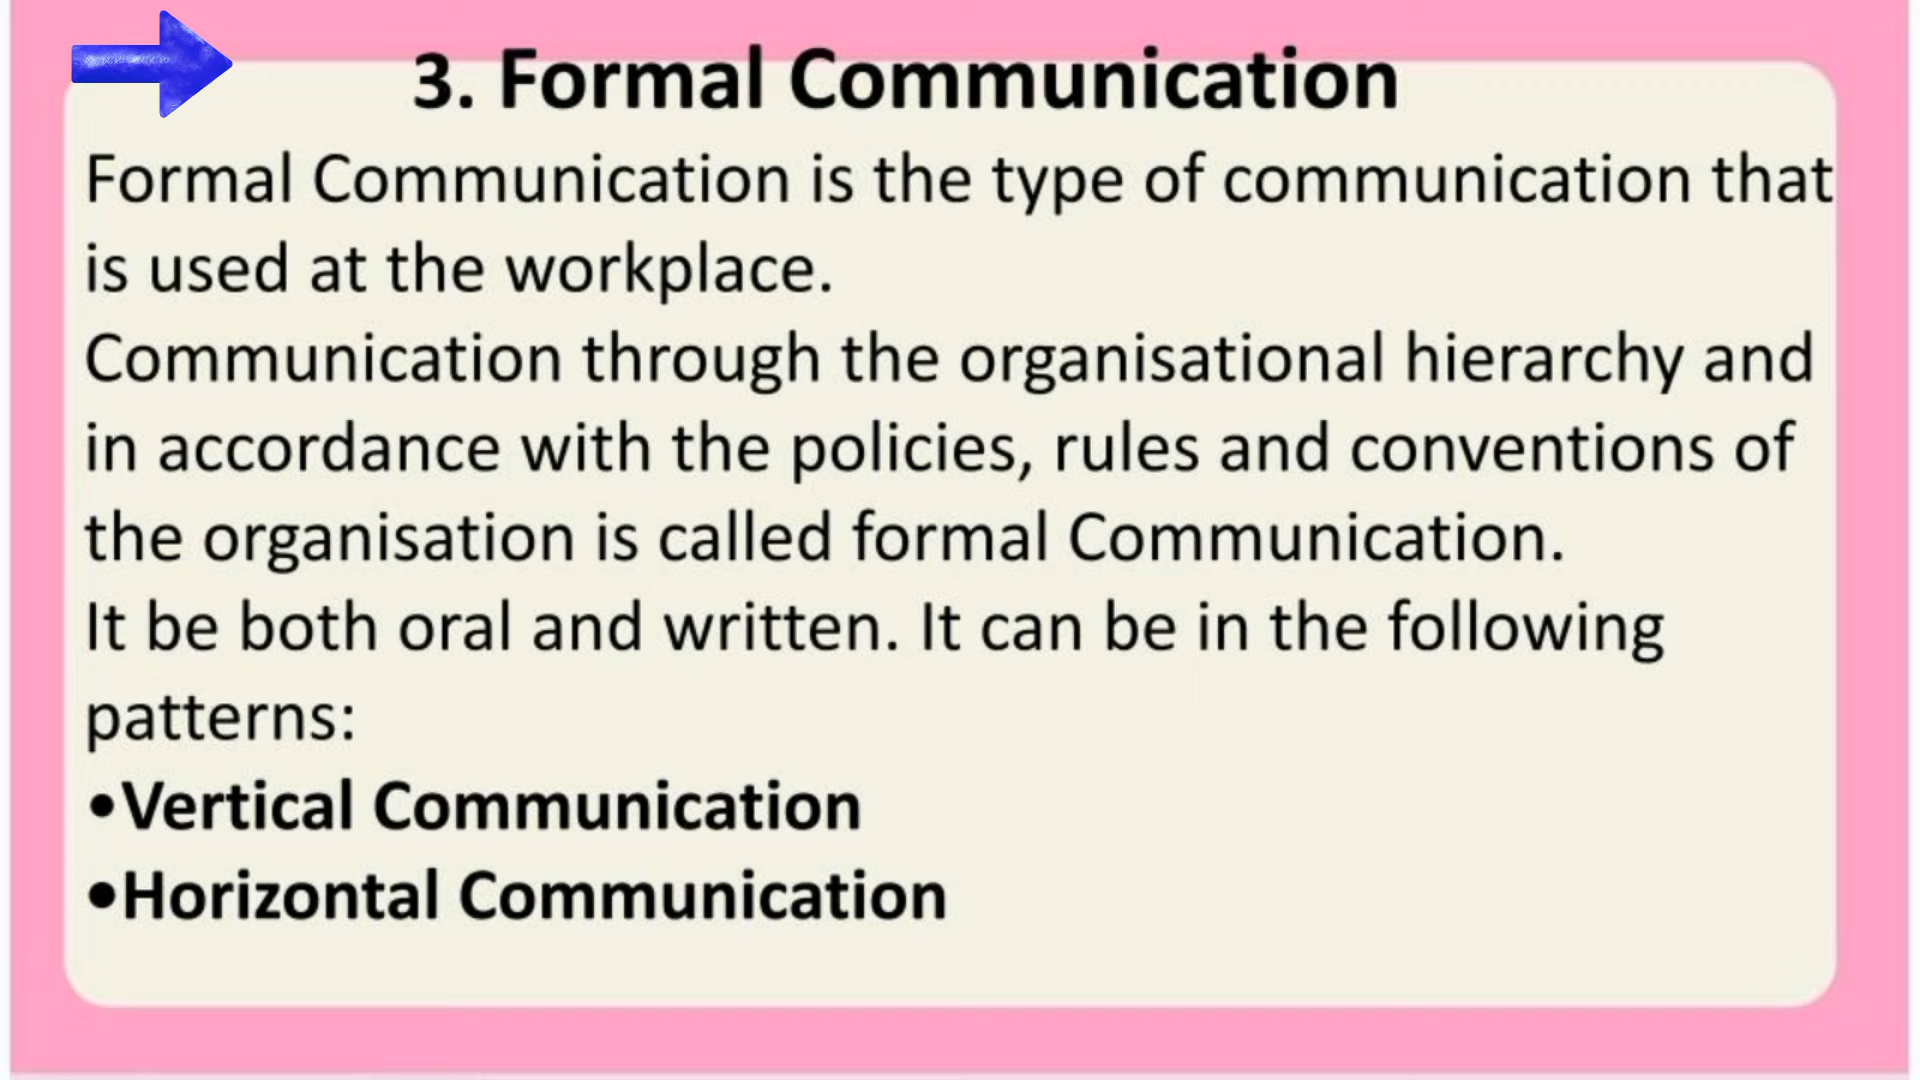 3. Formal Communication
Formal Communication is the type of communication that
is used at the workplace.
Communication through the organisational hierarchy and
in accordance with the policies, rules and conventions of
the organisation is called formal Communication.
It be both oral and written. It can be in the following
patterns:
•Vertical Communication
•Horizontal Communication